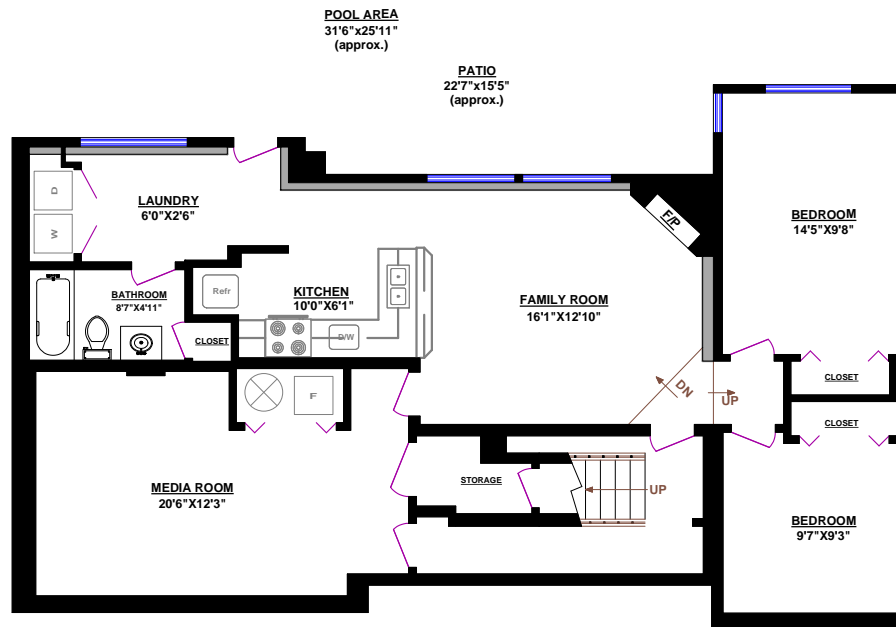 POOL AREA
31'6"x25'11"
(approx.)
PATIO
22'7"x15'5"
(approx.)
D
W
LAUNDRY
6'0"X2'6"
F/P
BEDROOM
14'5"X9'8"
BATHROOM
8'7"X4'11"
Refr
KITCHEN
10'0"X6'1"
D/W
CLOSET
FAMILY ROOM
16'1"X12'10"
DN
UP
CLOSET
CLOSET
F
MEDIA ROOM
20'6"X12'3"
STORAGE
UP
BEDROOM
9'7"X9'3"